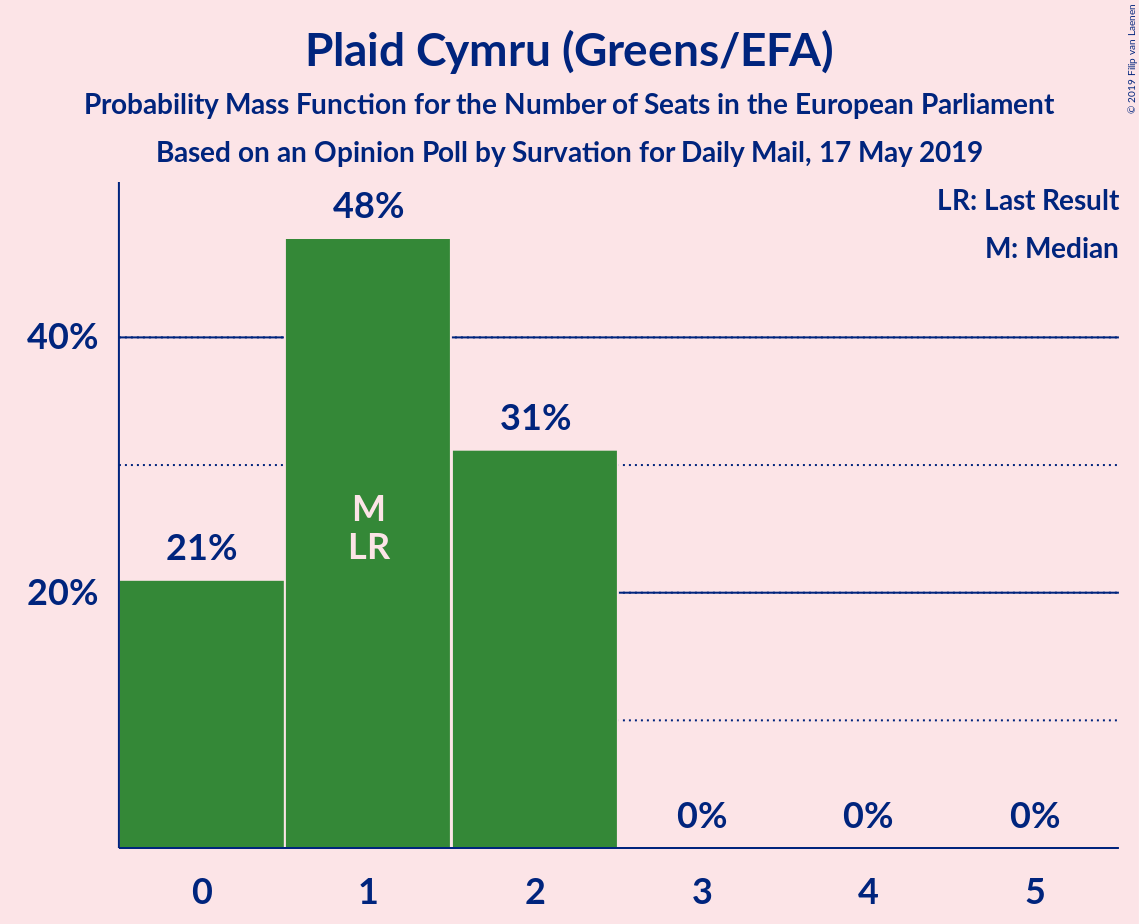 Plaid Cymru (Greens/EFA)
Probability Mass Function for the Number of Seats in the European Parliament
Based on an Opinion Poll by Survation for Daily Mail, 17 May 2019
© 2019 Filip van Laenen
LR: Last Result
M: Median
48%
40%
31%
M
LR
21%
20%
0% 0% 0%
0 1 2 3 4 5